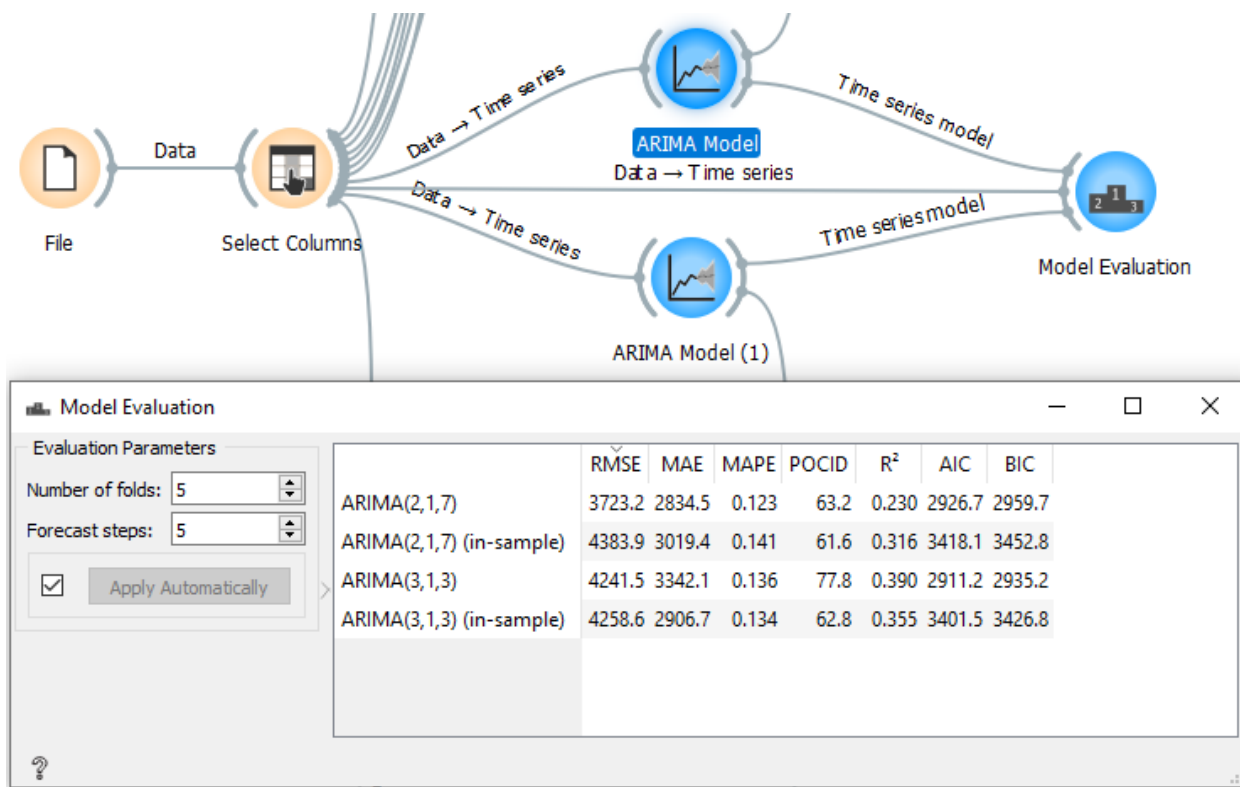 Data → Time series
Time series model
Data
ARIMA Model
Data → Time series
File
Select Columns
Data → Time series
Time series model
2 1 3
Model Evaluation
ARIMA Model (1)
Model Evaluation
Evaluation Parameters
Number of folds: 5
Forecast steps: 5
Apply Automatically
RMSE MAE MAPE POCID R² AIC BIC
ARIMA(2,1,7) 3723.2 2834.5 0.123 63.2 0.230 2926.7 2959.7
ARIMA(2,1,7) (in-sample) 4383.9 3019.4 0.141 61.6 0.316 3418.1 3452.8
ARIMA(3,1,3) 4241.5 3342.1 0.136 77.8 0.390 2911.2 2935.2
ARIMA(3,1,3) (in-sample) 4258.6 2906.7 0.134 62.8 0.355 3401.5 3426.8
?